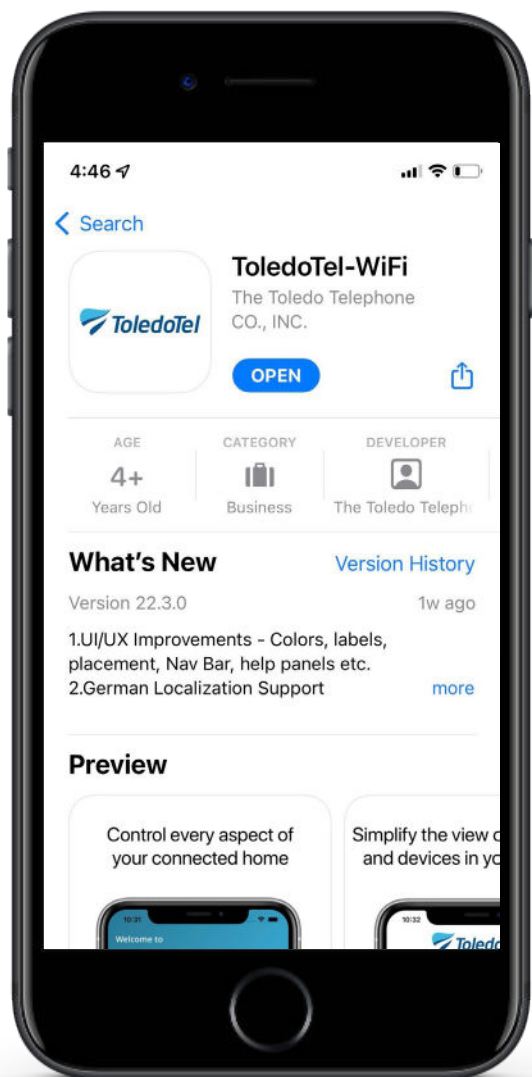 4:46
Search
ToledoTel
ToledoTel-WiFi
The Toledo Telephone
CO., INC.
OPEN
AGE
4+
Years Old
CATEGORY
Business
DEVELOPER
The Toledo Teleph
What's New
Version History
Version 22.3.0
1w ago
1.UI/UX Improvements - Colors, labels,
placement, Nav Bar, help panels etc.
2.German Localization Support
more
Preview
Control every aspect of
your connected home
10:31
Welcome to
Simplify the view
and devices in
10:32